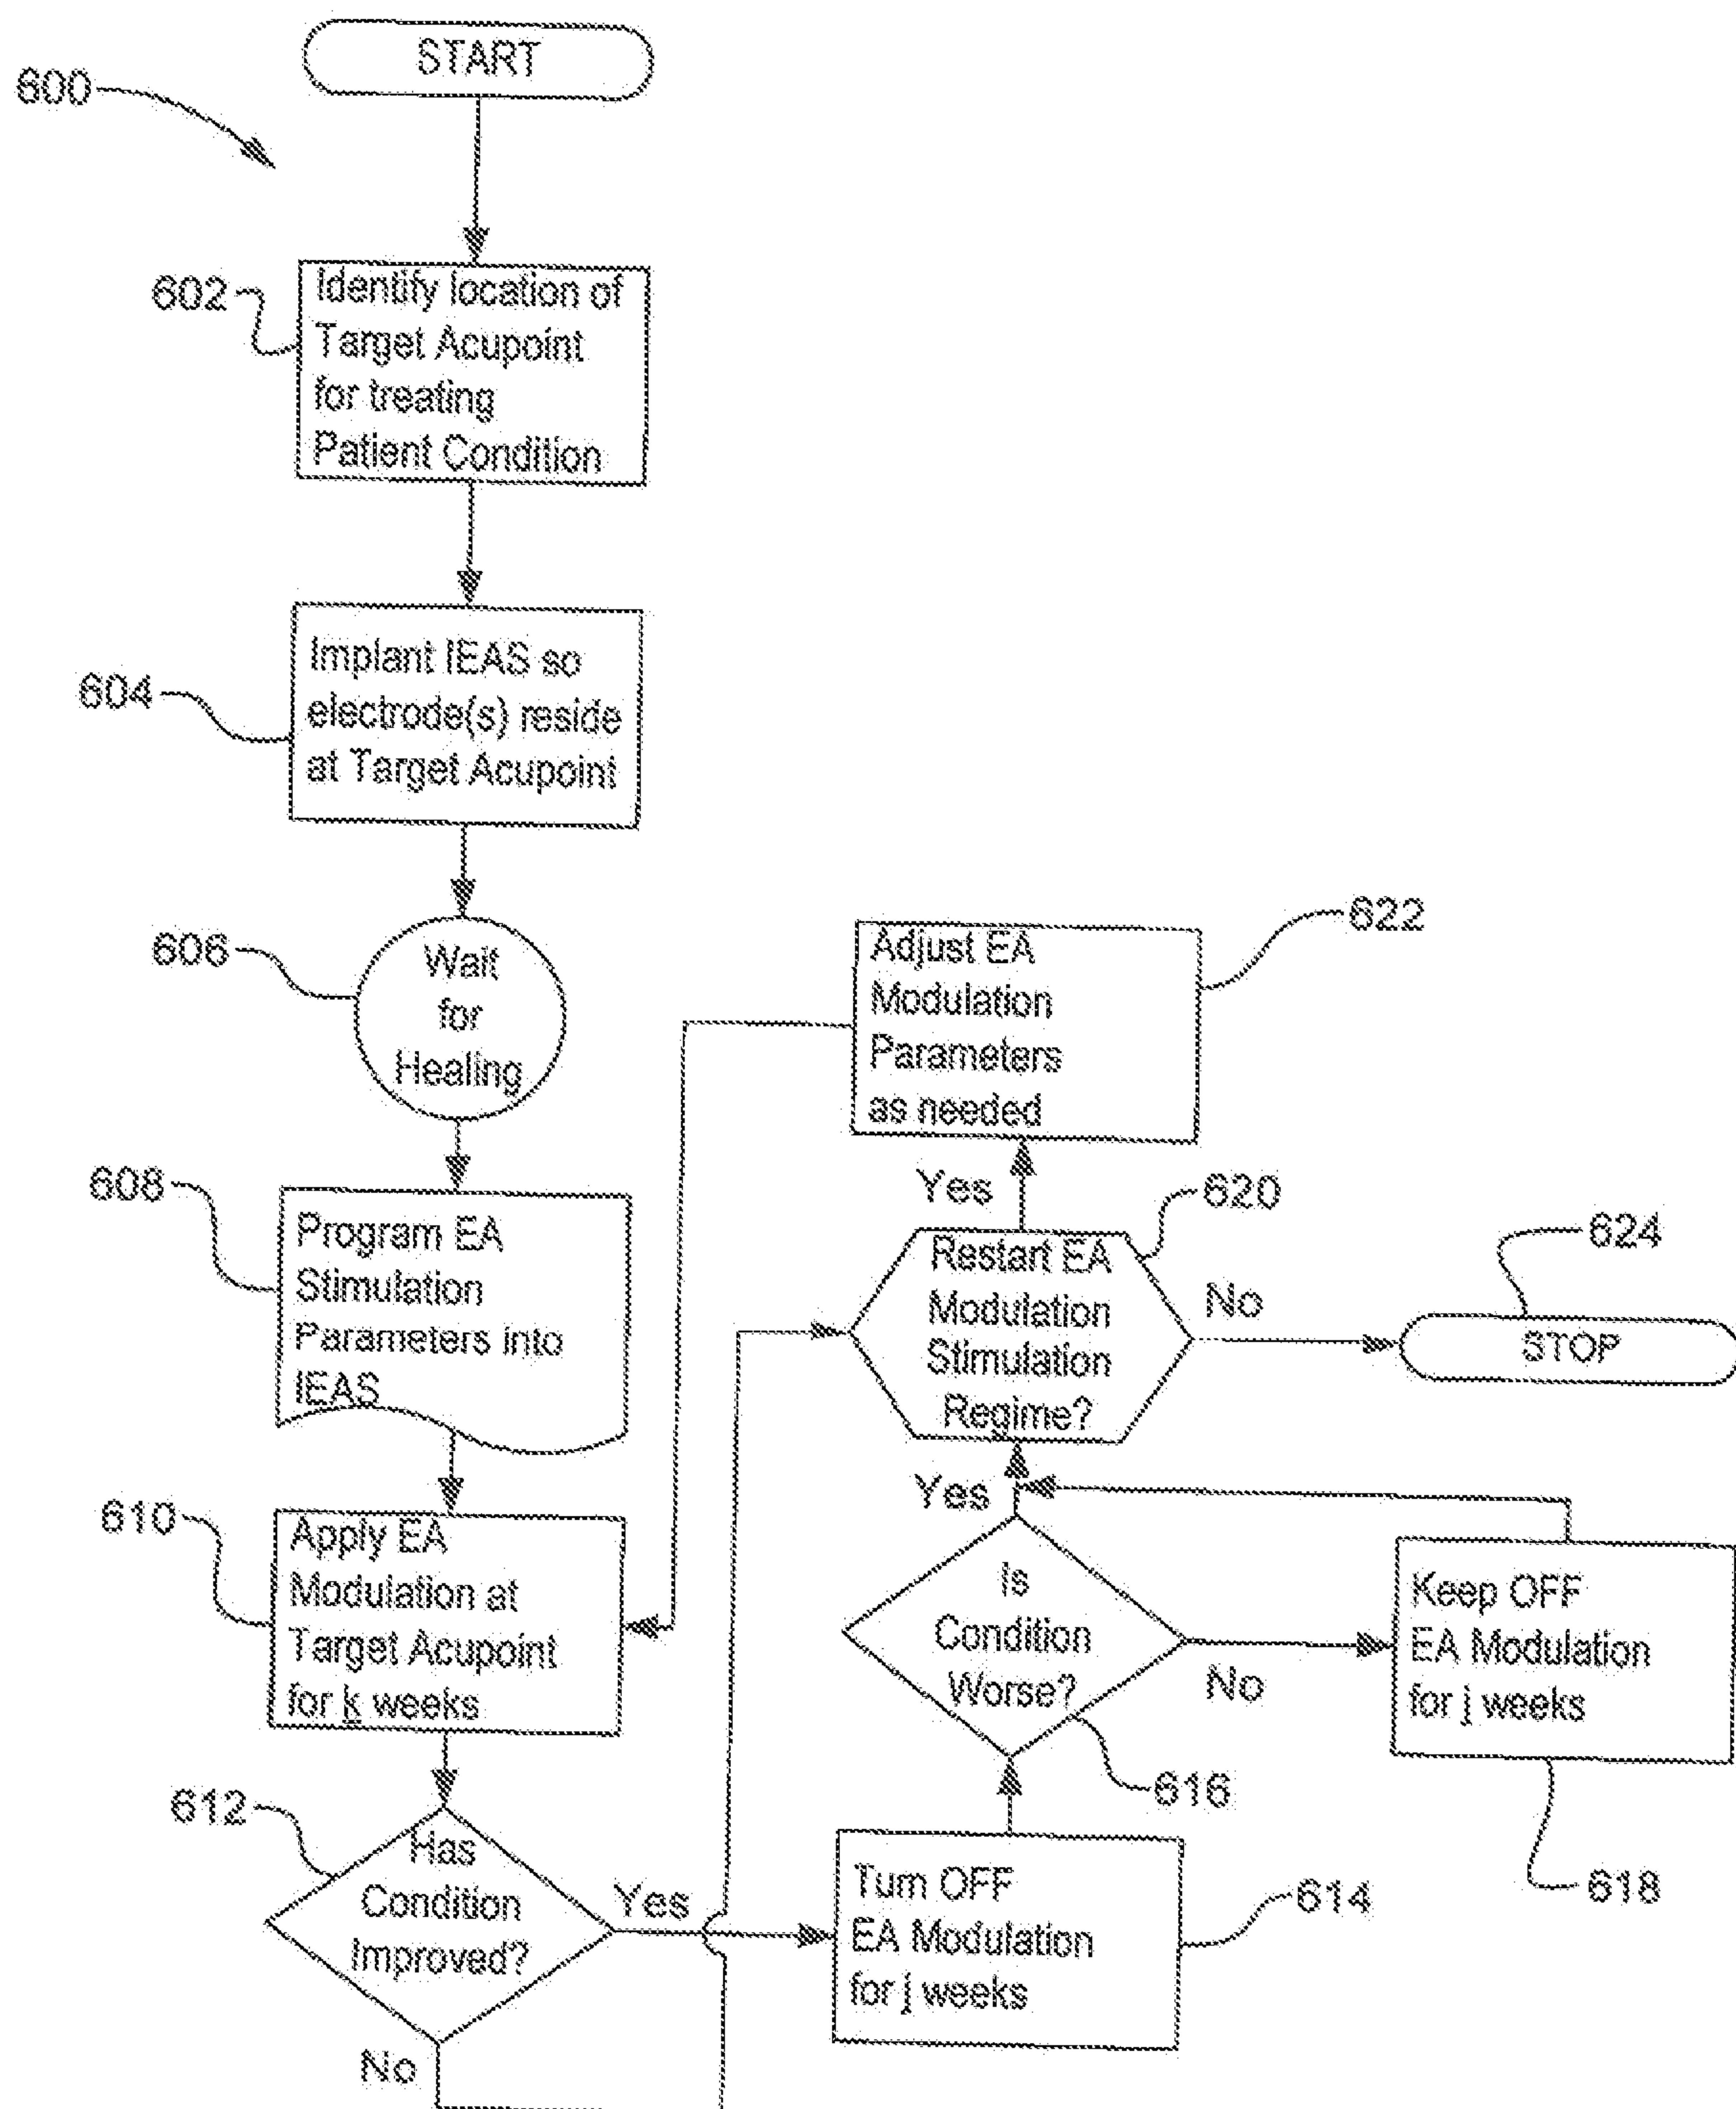 START
600
602
Identify location of
Target Acupoint
for treating
Patient Condition
604
Implant IEAS so
electrode(s) reside
at Target Acupoint
606
Wait
for
Healing
608
Program EA
Stimulation
Parameters into
IEAS
610
Apply EA
Modulation at
Target Acupoint
for k weeks
612
Has
Condition
Improved?
Yes
No
622
Adjust EA
Modulation
Parameters
as needed
Yes
620
Restart EA
Modulation
Stimulation
Regime?
No
624
STOP
Yes
Is
Condition
Worse?
616
No
Keep OFF
EA Modulation
for j weeks
618
Turn OFF
EA Modulation
for j weeks
614